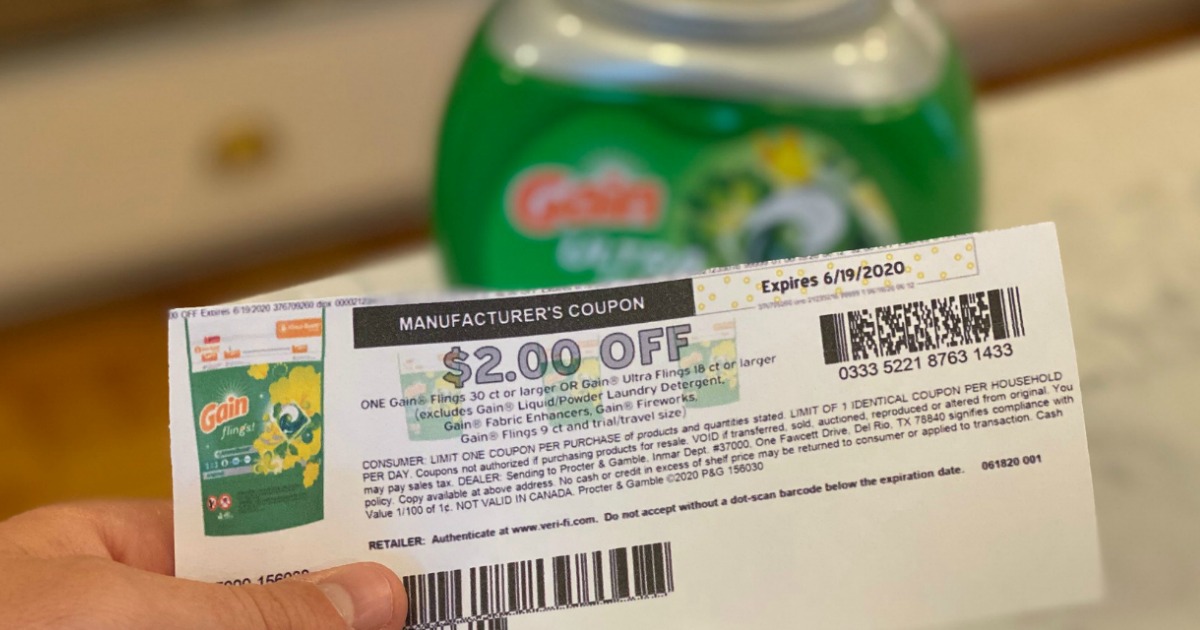 Gain
ULTRA
OFF Expires 6/19/2020 376709260 dipx
MANUFACTURER'S COUPON
Expires 6/19/2020
$2.00 OFF
ONE Gain® Flings 30 ct or larger OR Gain® Ultra Flings 18 ct or larger
(excludes Gain® Liquid/Powder Laundry Detergent,
Gain® Fabric Enhancers, Gain® Fireworks,
Gain® Flings 9 ct and trial/travel size)
0333 5221 8763 1433
Gain
flings!
CONSUMER: LIMIT ONE COUPON PER PURCHASE of products and quantities stated. LIMIT OF 1 IDENTICAL COUPON PER HOUSEHOLD
PER DAY. Coupons not authorized if purchasing products for resale. VOID if transferred, sold, auctioned, reproduced or altered from original. You
may pay sales tax. DEALER: Sending to Procter & Gamble, Inmar Dept. #37000, One Fawcett Drive, Del Rio, TX 78840 signifies compliance with
policy. Copy available at above address. No cash or credit in excess of shelf price may be returned to consumer or applied to transaction. Cash
Value 1/100 of 1¢. NOT VALID IN CANADA. Procter & Gamble ©2020 P&G 156030
061820 001
RETAILER: Authenticate at www.veri-fi.com. Do not accept without a dot-scan barcode below the expiration date.